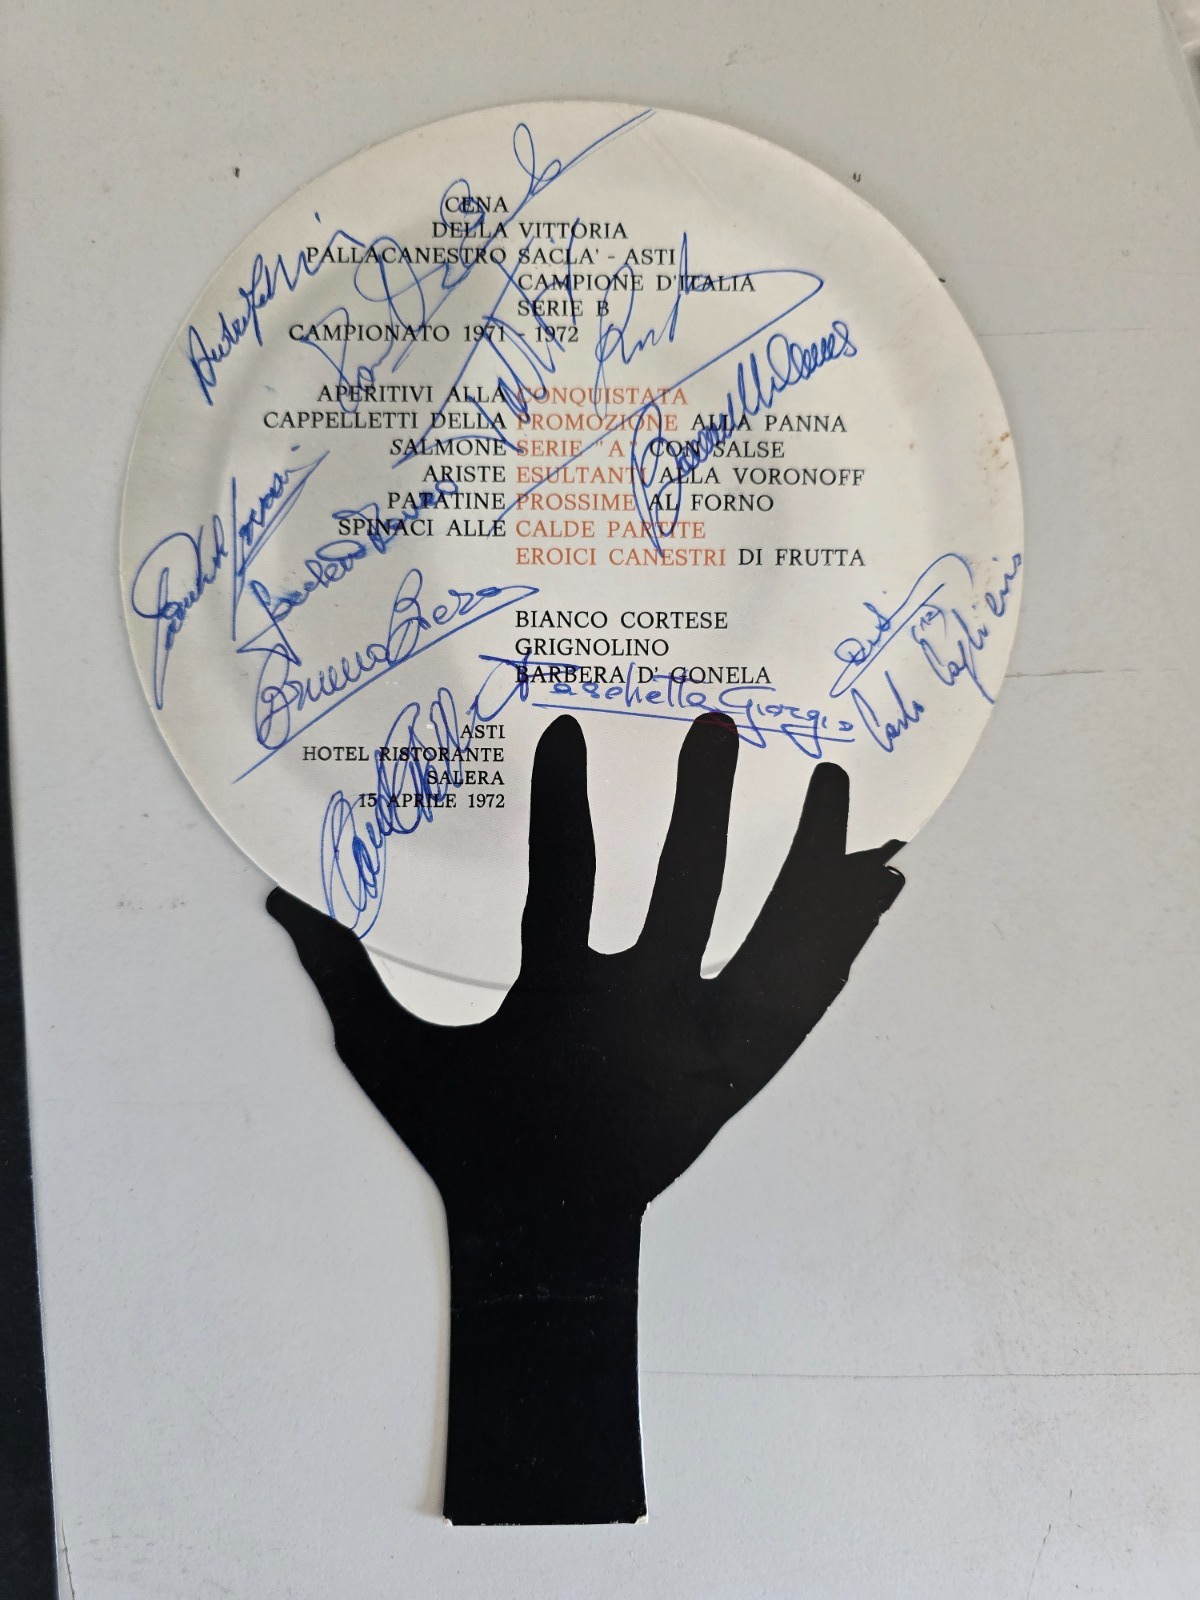 CENA
DELLA VITTORIA
PALLACANESTRO SACLA' - ASTI
CAMPIONE D'ITALIA
SERIE B
CAMPIONATO 1971 - 1972
APERITIVI ALLA CONQUISTATA
CAPPELLETTI DELLA PROMOZIONE ALLA PANNA
SALMONE SERIE "A" CON SALSE
ARISTE ESULTANTI ALLA VORONOFF
PATATINE PROSSIME AL FORNO
SPINACI ALLE CALDE PARTITE
EROICI CANESTRI DI FRUTTA
BIANCO CORTESE
GRIGNOLINO
BARBERA D' GONELA
Faschetta Giorgio
Carlo
ASTI
HOTEL RISTORANTE
SALERA
15 APRILE 1972